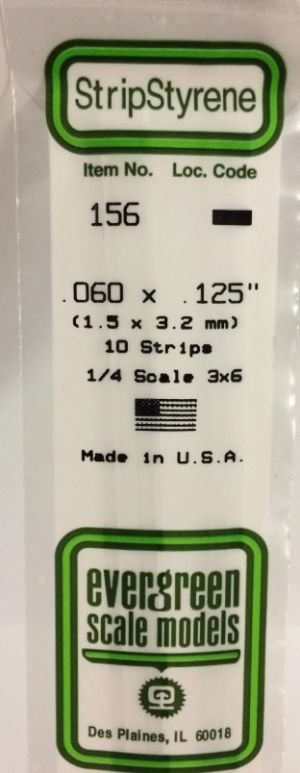 StripStyrene
Item No. Loc. Code
156
.060 x .125"
(1.5 x 3.2 mm)
10 Strips
1/4 Scale 3x6
Made in U.S.A.
evergreen
scale models
Des Plaines, IL 60018